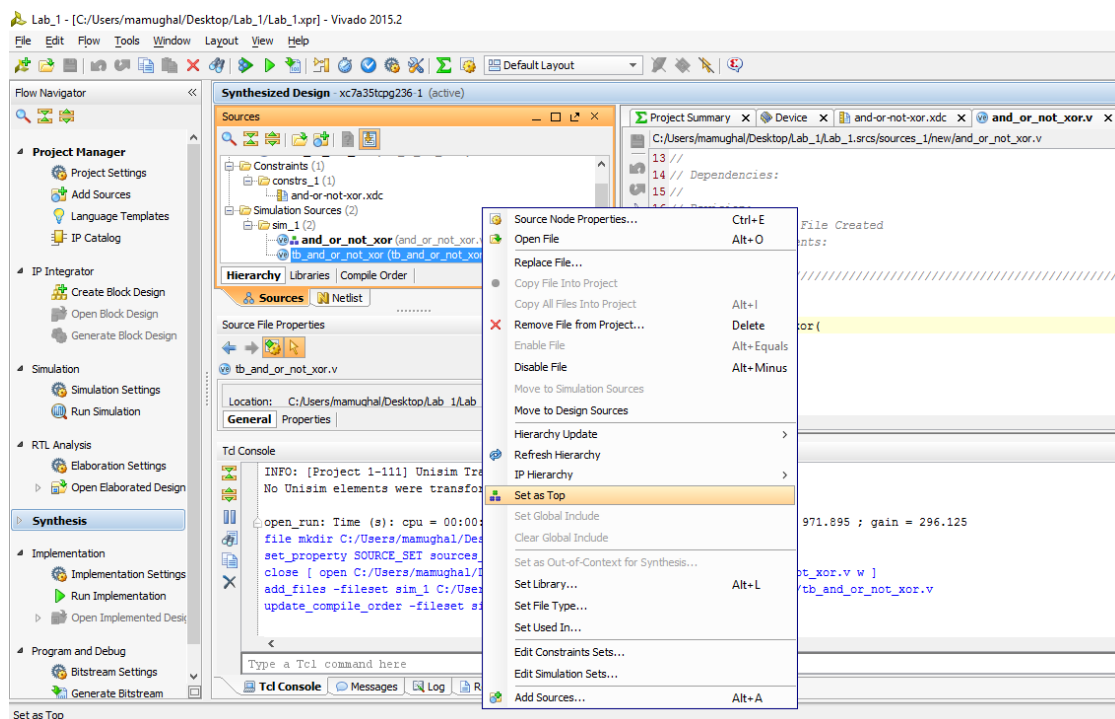 Lab_1 - [C:/Users/mamughal/Desktop/Lab_1/Lab_1.xpr] - Vivado 2015.2
File Edit Flow Tools Window Layout View Help
Default Layout
Flow Navigator
Project Manager
Project Settings
Add Sources
Language Templates
IP Catalog
IP Integrator
Create Block Design
Open Block Design
Generate Block Design
Simulation
Simulation Settings
Run Simulation
RTL Analysis
Elaboration Settings
Open Elaborated Design
Synthesis
Implementation
Implementation Settings
Run Implementation
Open Implemented
Program and Debug
Bitstream Settings
Generate Bitstream
Set as Top
Synthesized Design - xc7a35tcpg236-1 (active)
Sources
Constraints (1)
constrs_1 (1)
and-or-not-xor.xdc
Simulation Sources (2)
sim_1 (2)
and_or_not_xor (and_or_not_xor.
tb_and_or_not_xor (tb_and_or_not_xor
Hierarchy Libraries Compile Order
Sources Netlist
Source File Properties
tb_and_or_not_xor.v
Location: C:/Users/mamughal/Desktop/Lab_1/Lab
General Properties
Tcl Console
INFO: [Project 1-111] Unisim
No Unisim elements were
open_run: Time (s): cpu = 00:00: 971.895 ; gain = 296.125
file mkdir C:/Users/mamughal/
set_property SOURCE_SET sources_
close [ open C:/Users/mamughal/ ot_xor.v w ]
add_files -fileset sim_1 C:/ /tb_and_or_not_xor.v
update_compile_order -fileset
Type a Tcl command here
Tcl Console Messages Log
Project Summary Device and-or-not-xor.xdc and_or_not_xor.v
C:/Users/mamughal/Desktop/Lab_1/Lab_1.srcs/sources_1/new/and_or_not_xor.v
13 //
14 // Dependencies:
15 //
File Created
nts:
////////////////////////////////////////
or(
Source Node Properties... Ctrl+E
Open File Alt+O
Replace File...
Copy File Into Project
Copy All Files Into Project Alt+I
Remove File from Project... Delete
Enable File Alt+Equals
Disable File Alt+Minus
Move to Simulation Sources
Move to Design Sources
Hierarchy Update
Refresh Hierarchy
IP Hierarchy
Set as Top
Set Global Include
Clear Global Include
Set as Out-of-Context for Synthesis...
Set Library... Alt+L
Set File Type...
Set Used In...
Edit Constraints Sets...
Edit Simulation Sets...
Add Sources... Alt+A